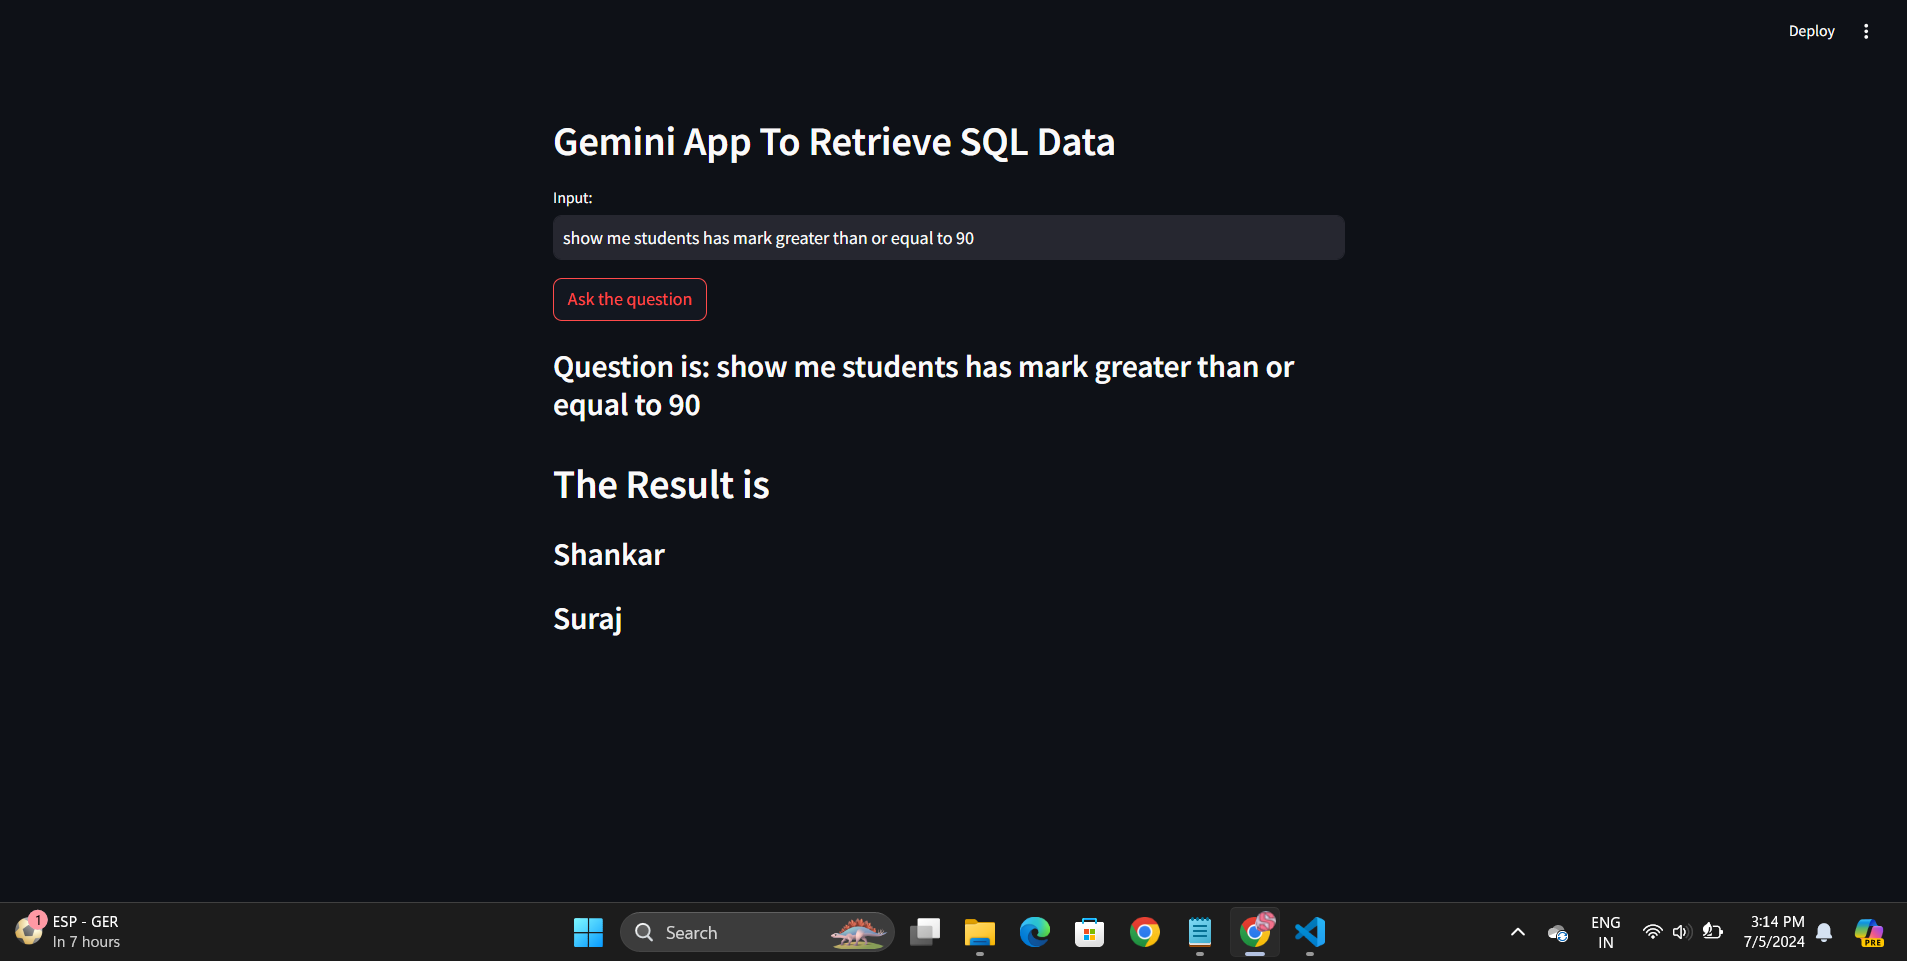 Deploy
Gemini App To Retrieve SQL Data
Input:
show me students has mark greater than or equal to 90
Ask the question
Question is: show me students has mark greater than or
equal to 90
The Result is
Shankar
Suraj
1
ESP - GER
In 7 hours
Search
ENG
IN
3:14 PM
7/5/2024
PRE